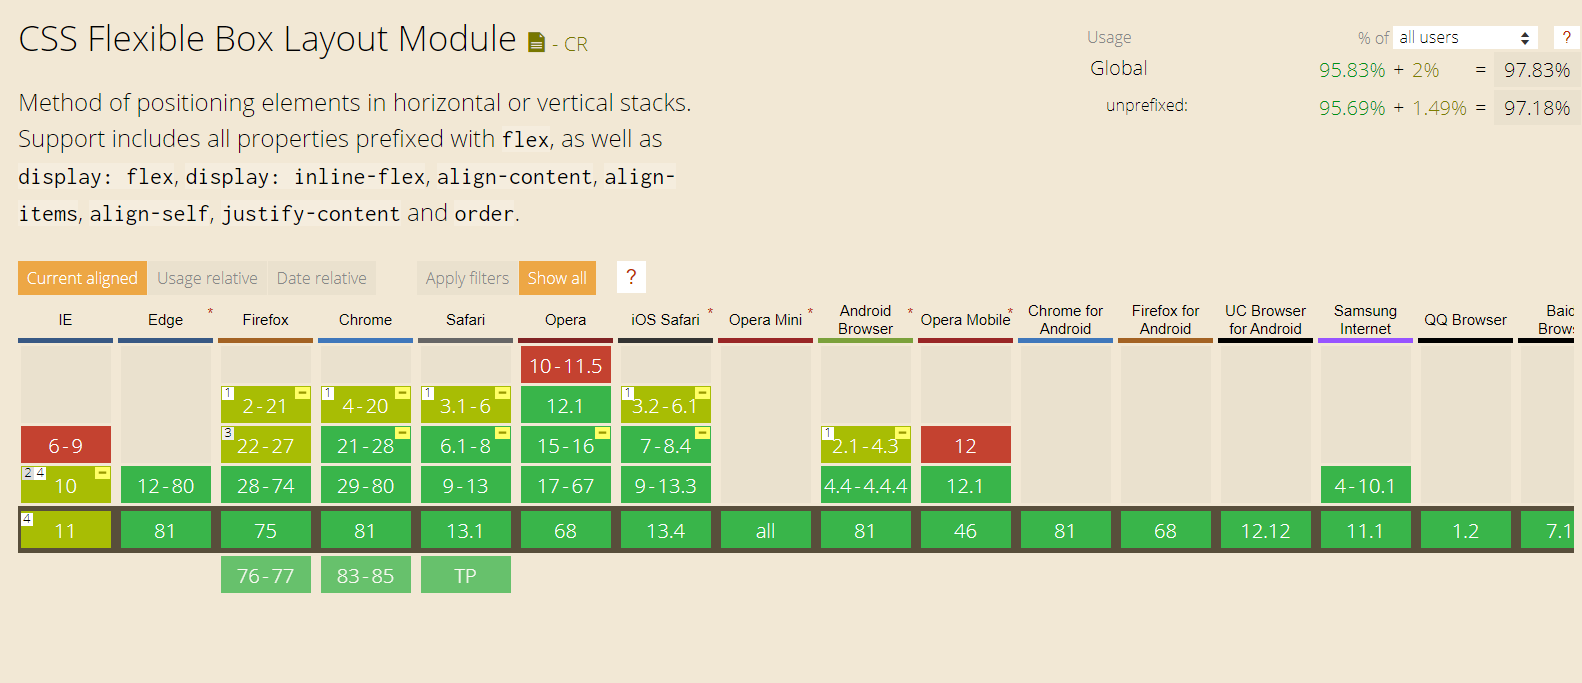 CSS Flexible Box Layout Module - CR
Usage % of all users ?
Global 95.83% + 2% = 97.83%
unprefixed: 95.69% + 1.49% = 97.18%
Method of positioning elements in horizontal or vertical stacks.
Support includes all properties prefixed with flex, as well as
display: flex, display: inline-flex, align-content, align-
items, align-self, justify-content and order.
Current aligned Usage relative Date relative Apply filters Show all ?
IE Edge * Firefox Chrome Safari Opera iOS Safari * Opera Mini * Android Browser * Opera Mobile * Chrome for Android Firefox for Android UC Browser for Android Samsung Internet QQ Browser Baid Brows
10-11.5
1 2-21 1 4-20 1 3.1-6 12.1 1 3.2-6.1
6-9 3 22-27 21-28 6.1-8 15-16 7-8.4 1 2.1-4.3 12
2 4 10 12-80 28-74 29-80 9-13 17-67 9-13.3 4.4-4.4.4 12.1 4-10.1
4 11 81 75 81 13.1 68 13.4 all 81 46 81 68 12.12 11.1 1.2 7.1
76-77 83-85 TP